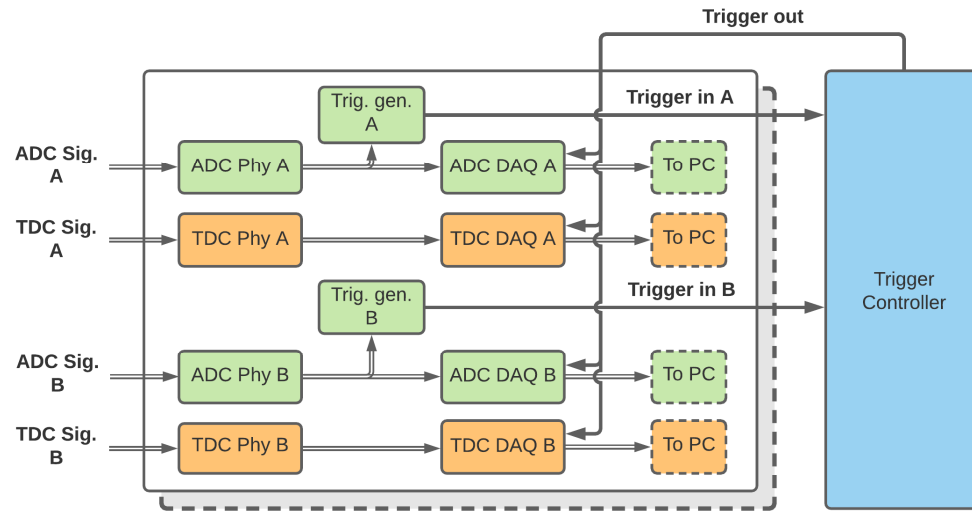 Trigger out
Trig. gen.
A
Trigger in A
ADC Sig.
A
ADC Phy A
ADC DAQ A
To PC
TDC Sig.
A
TDC Phy A
TDC DAQ A
To PC
Trig. gen.
B
Trigger in B
Trigger
Controller
ADC Sig.
B
ADC Phy B
ADC DAQ B
To PC
TDC Sig.
B
TDC Phy B
TDC DAQ B
To PC